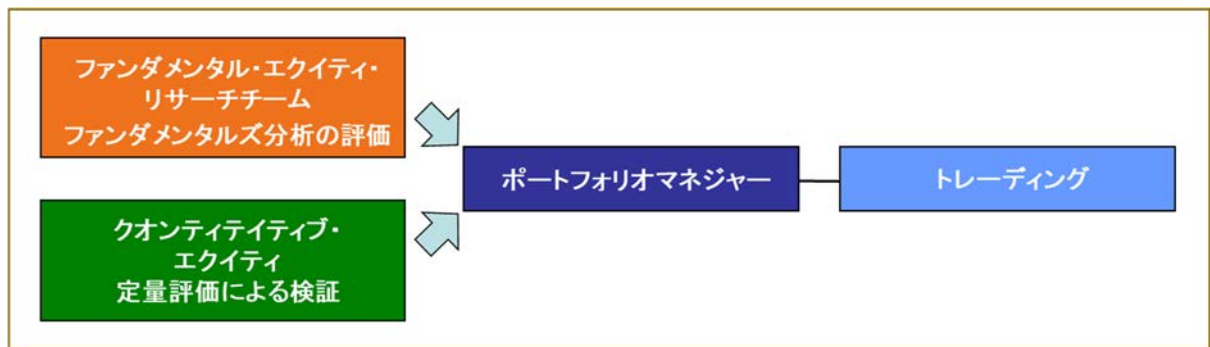 ファンダメンタル・エクイティ・
リサーチチーム
ファンダメンタルズ分析の評価
クオンティテイティブ・
エクイティ
定量評価による検証
ポートフォリオマネジャー
トレーディング